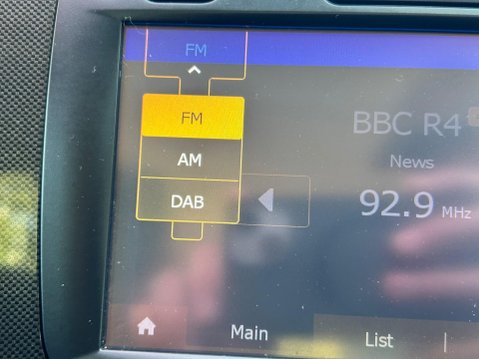 FM
FM
AM
DAB
BBC R4
News
92.9 MHz
Main
List